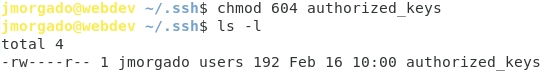 jmorgado@webdev ~/.ssh$ chmod 604 authorized_keys
jmorgado@webdev ~/.ssh$ ls -l
total 4
-rw----r-- 1 jmorgado users 192 Feb 16 10:00 authorized_keys